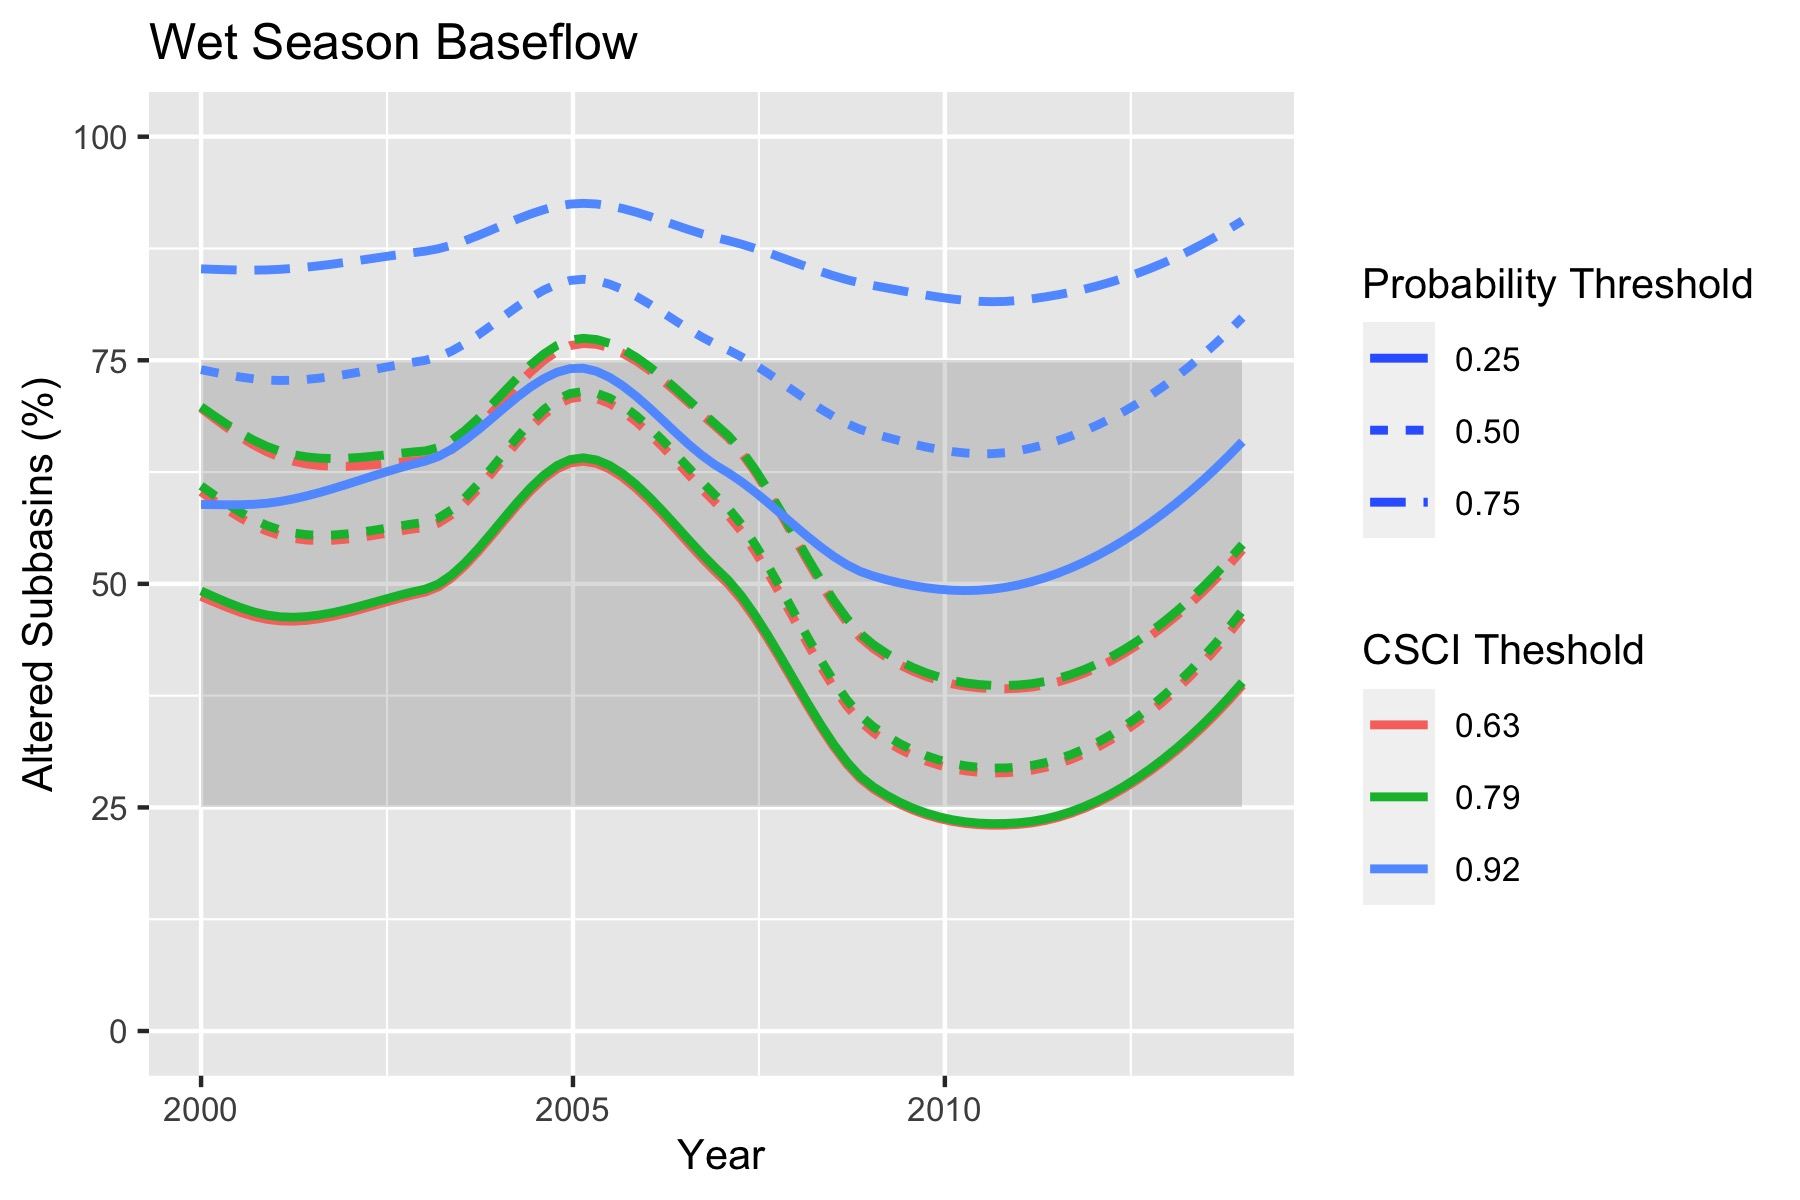 Wet Season Baseflow
Altered Subbasins (%)
100
75
50
25
0
2000
2005
2010
Year
Probability Threshold
0.25
0.50
0.75
CSCI Theshold
0.63
0.79
0.92